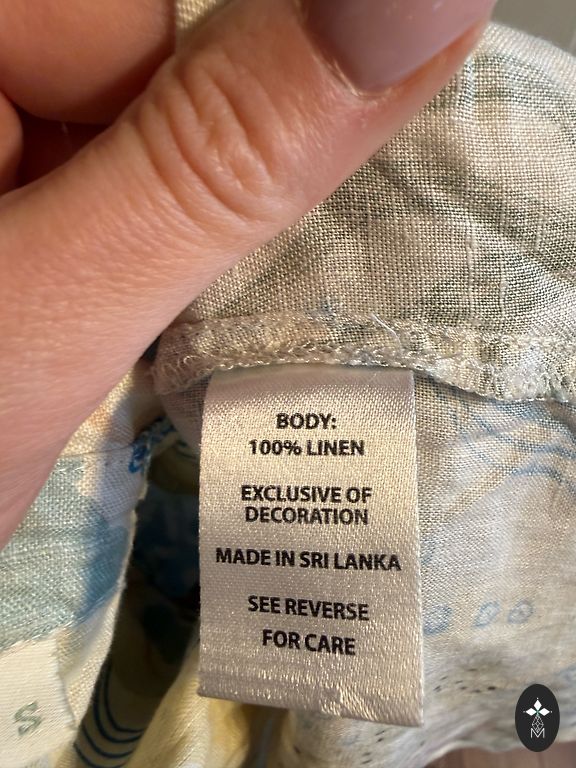 BODY:
100% LINEN
EXCLUSIVE OF
DECORATION
MADE IN SRI LANKA
SEE REVERSE
FOR CARE
S
M